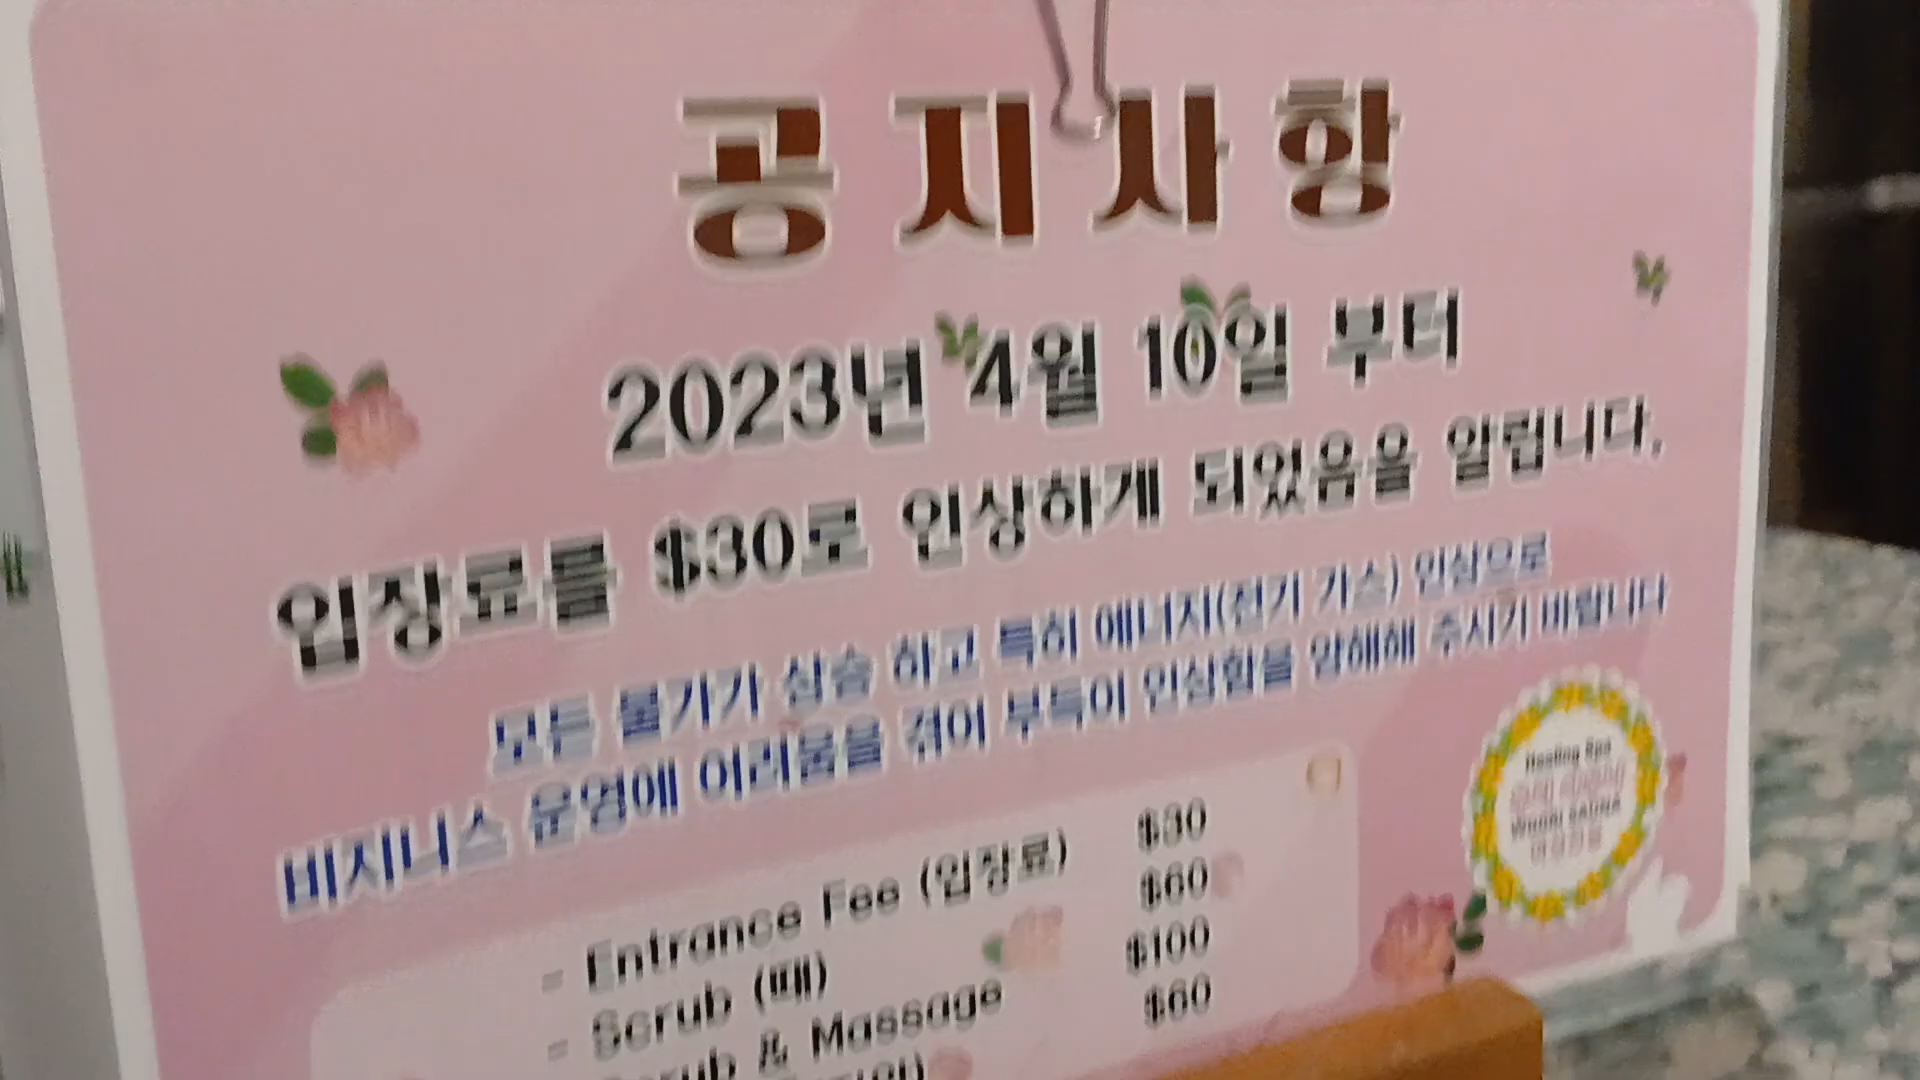 공지사항
2023년 4월 10일 부터
입장료를 $30로 인상하게 되었음을 알립니다.
모든 물가가 상승 하고 특히 에너지(전기 가스) 인상으로
비지니스 운영에 어려움을 겪어 부득이 인상함을 양해해 주시기 바랍니다
- Entrance Fee (입장료) $30
- Scrub (때) $60
Scrub & Massage $100
$60
Healing Spa